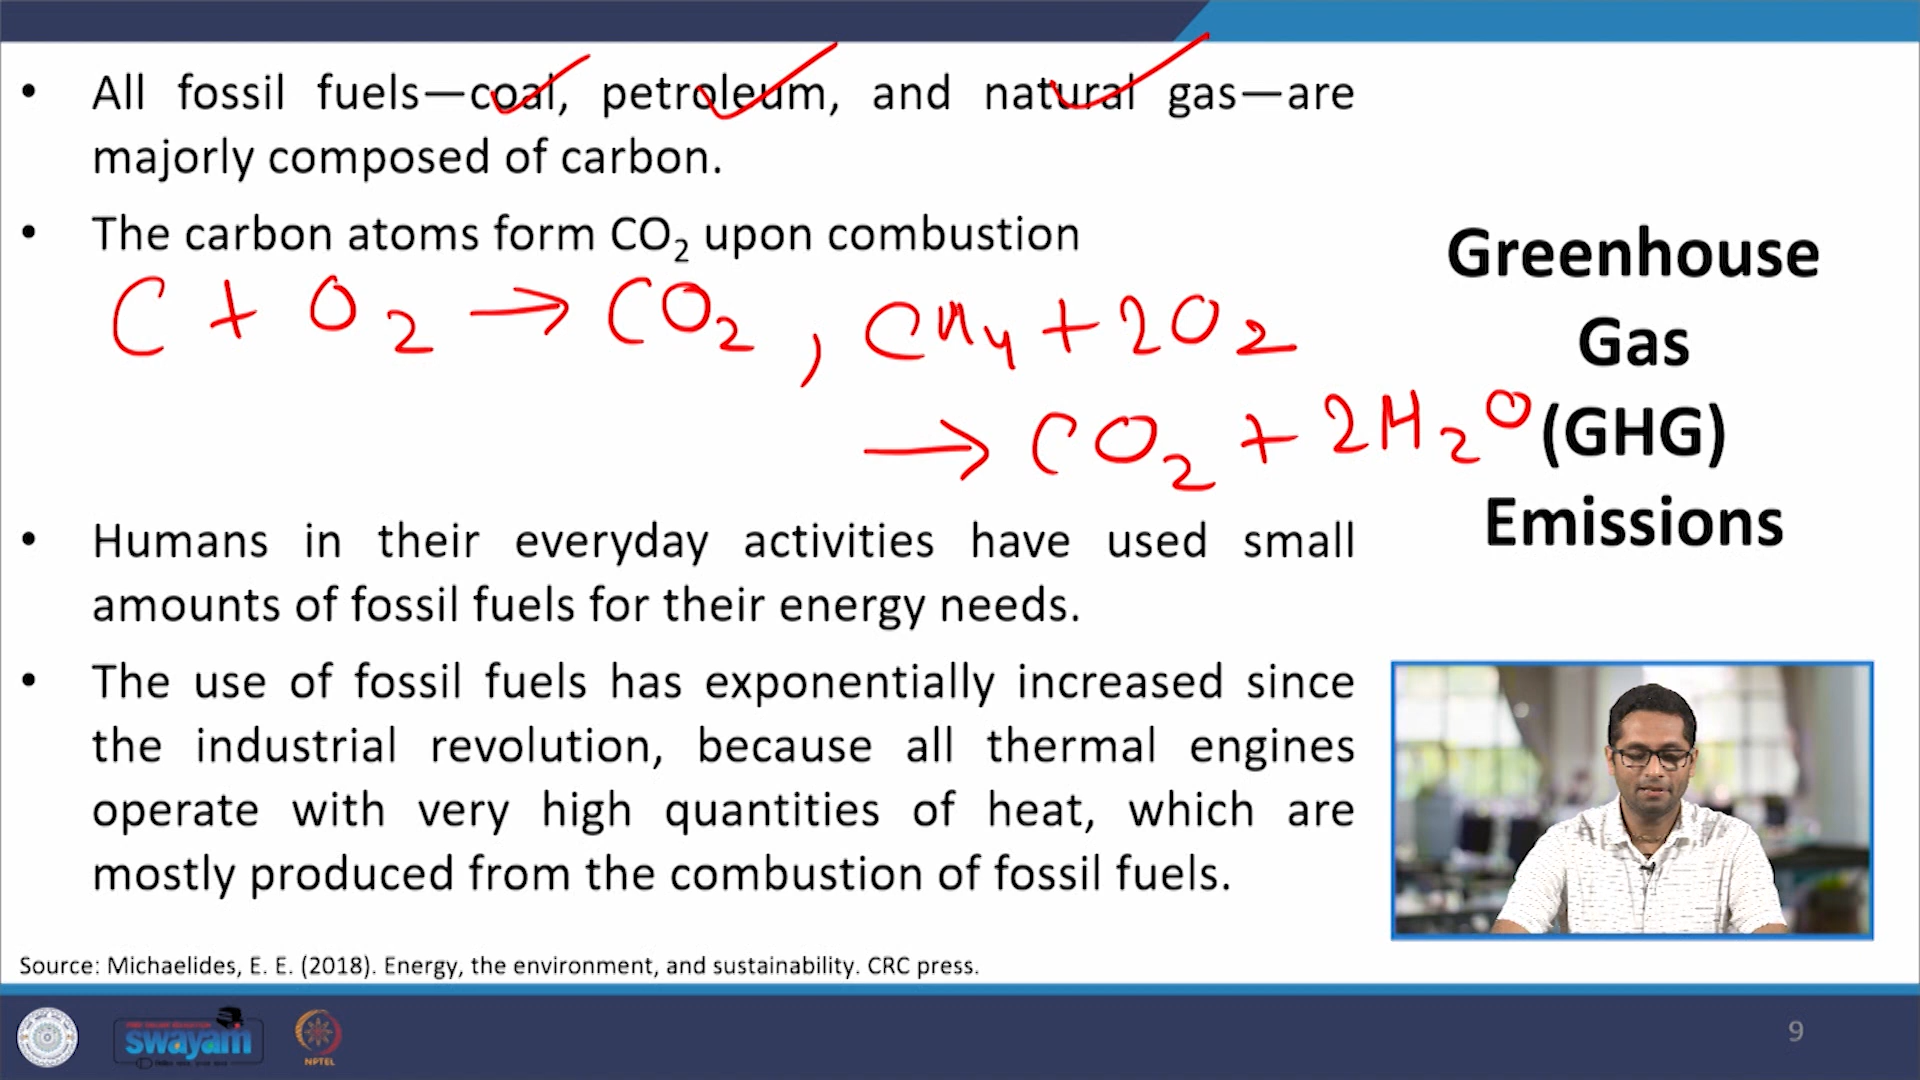 • All fossil fuels—coal, petroleum, and natural gas—are
majorly composed of carbon.
• The carbon atoms form CO₂ upon combustion
C + O₂ → CO₂ , CH₄ + 2O₂
→ CO₂ + 2H₂O
• Humans in their everyday activities have used small
amounts of fossil fuels for their energy needs.
• The use of fossil fuels has exponentially increased since
the industrial revolution, because all thermal engines
operate with very high quantities of heat, which are
mostly produced from the combustion of fossil fuels.
Greenhouse
Gas
(GHG)
Emissions
Source: Michaelides, E. E. (2018). Energy, the environment, and sustainability. CRC press.
swayam
NPTEL
9